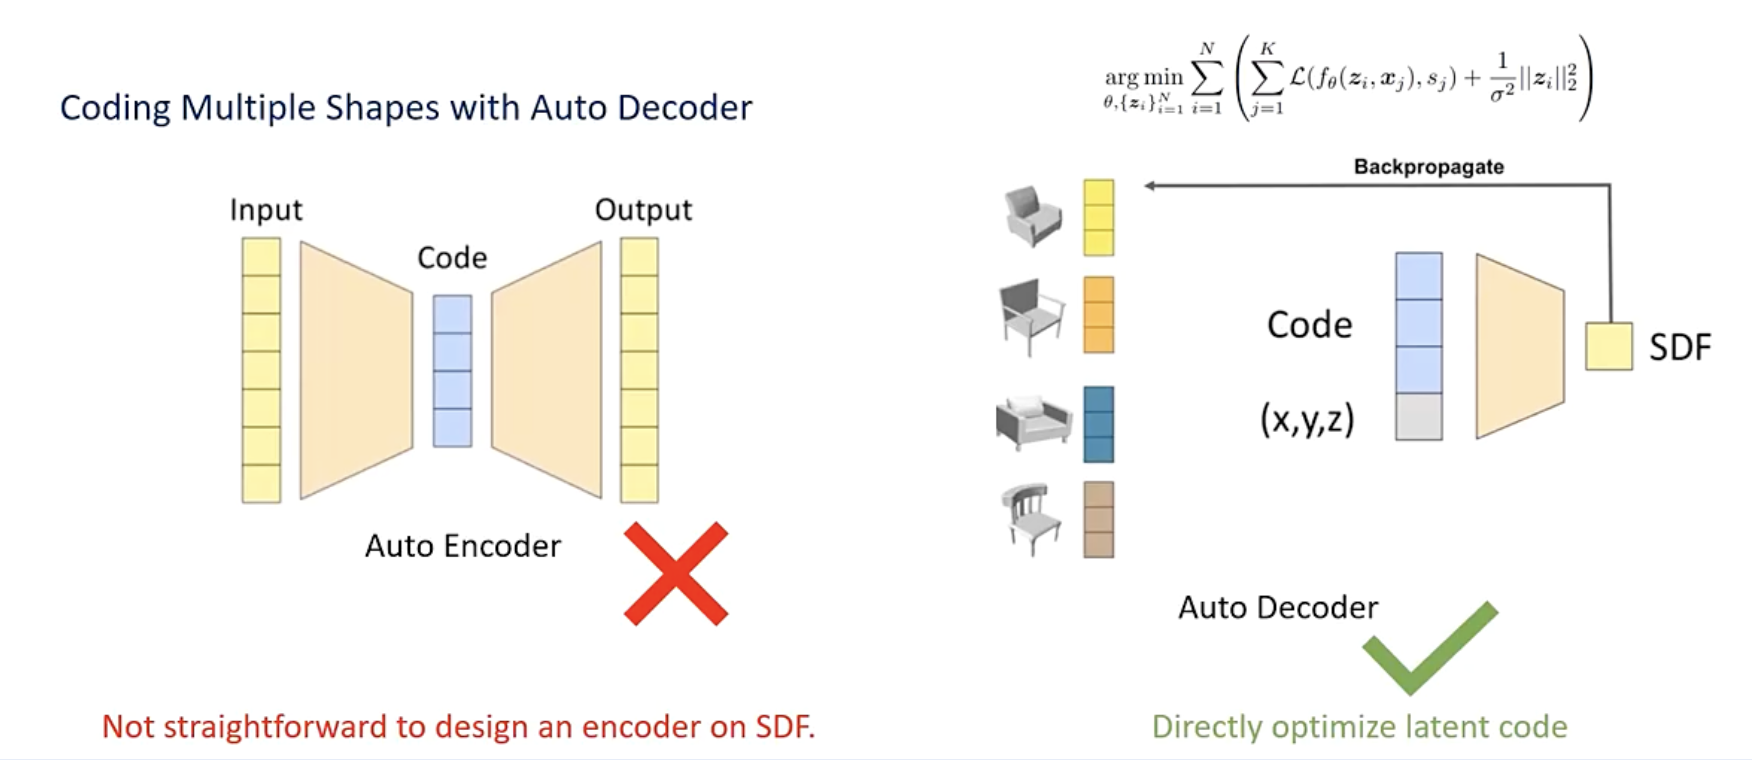 Coding Multiple Shapes with Auto Decoder
Input
Code
Output
Auto Encoder
Not straightforward to design an encoder on SDF.
$\underset{\theta,\{\boldsymbol{z}_i\}_{i=1}^{N}}{\arg\min} \sum_{i=1}^{N} \left( \sum_{j=1}^{K} \mathcal{L}(f_\theta(\boldsymbol{z}_i, \boldsymbol{x}_j), s_j) + \frac{1}{\sigma^2} ||\boldsymbol{z}_i||_2^2 \right)$
Backpropagate
Code
(x,y,z)
SDF
Auto Decoder
Directly optimize latent code